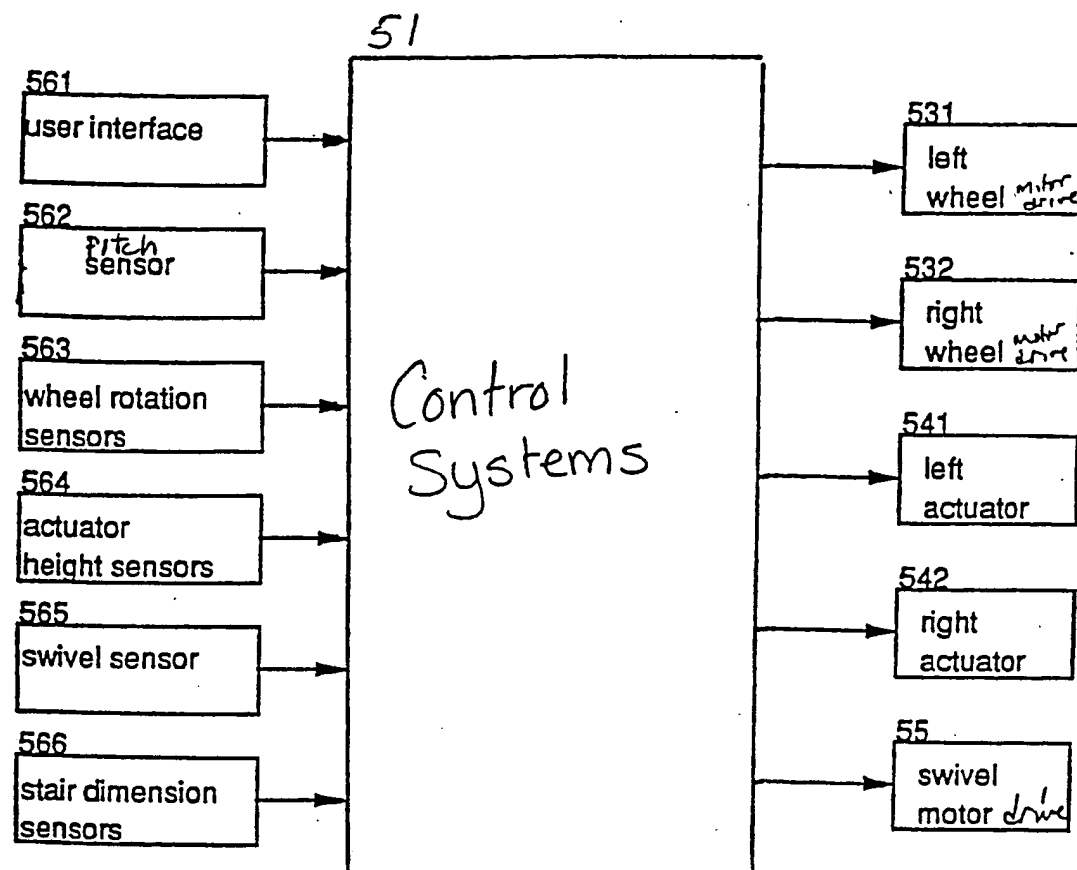 51
561
user interface
562
Pitch
sensor
563
wheel rotation
sensors
564
actuator
height sensors
565
swivel sensor
566
stair dimension
sensors
Control
Systems
531
left
wheel motor
drive
532
right
wheel motor
drive
541
left
actuator
542
right
actuator
55
swivel
motor drive